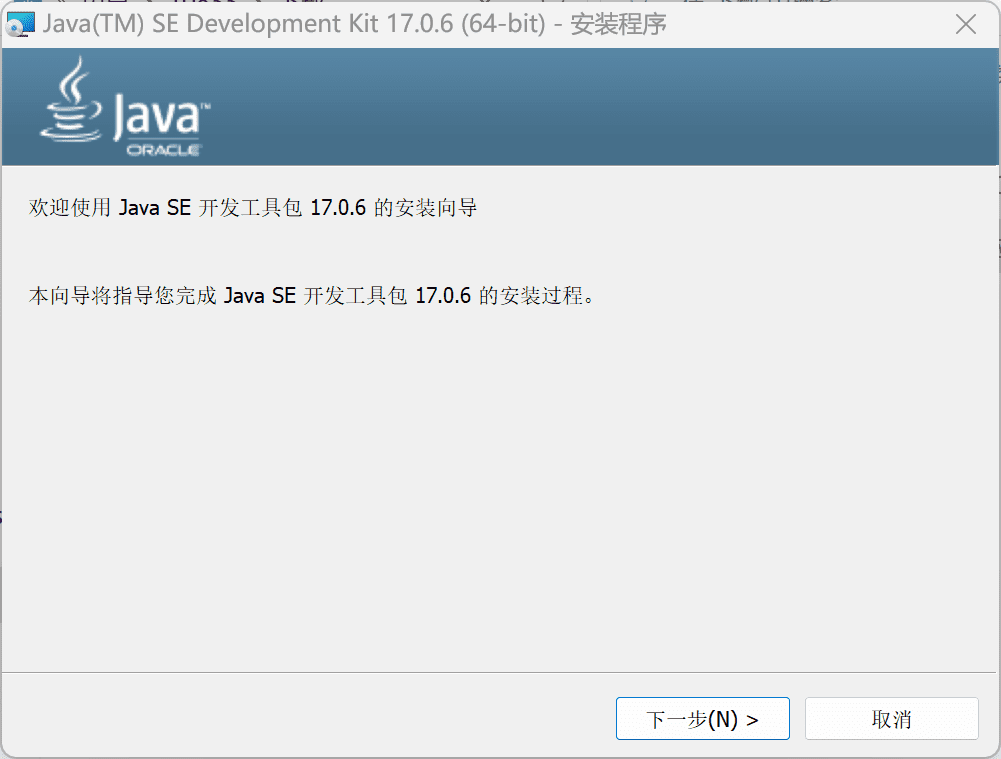 Java(TM) SE Development Kit 17.0.6 (64-bit) - 安装程序
Java™
ORACLE
欢迎使用 Java SE 开发工具包 17.0.6 的安装向导
本向导将指导您完成 Java SE 开发工具包 17.0.6 的安装过程。
下一步(N) >
取消